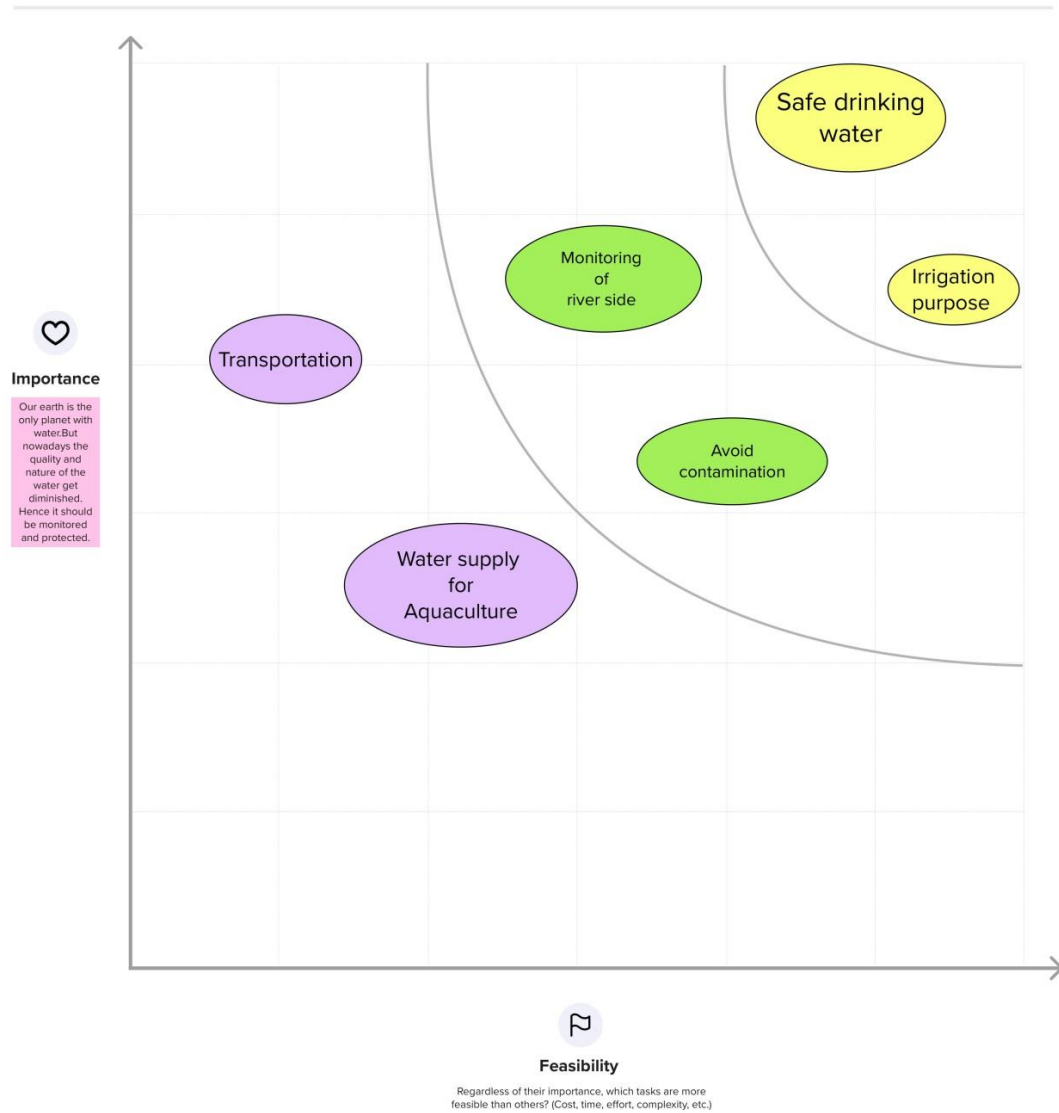 Safe drinking
water
Monitoring
of
river side
Irrigation
purpose
Transportation
Importance
Our earth is the
only planet with
water.But
nowadays the
quality and
nature of the
water get
diminished.
Hence it should
be monitored
and protected.
Avoid
contamination
Water supply
for
Aquaculture
Feasibility
Regardless of their importance, which tasks are more
feasible than others? (Cost, time, effort, complexity, etc.)